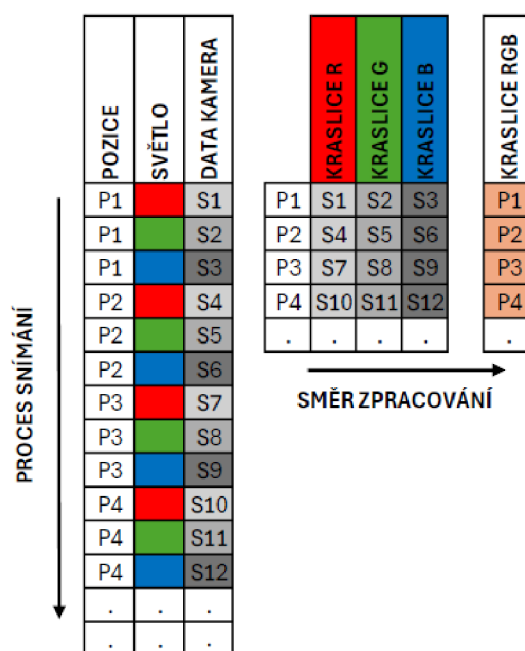 POZICE SVĚTLO DATA KAMERA
P1 S1
P1 S2
P1 S3
P2 S4
P2 S5
P2 S6
P3 S7
P3 S8
P3 S9
P4 S10
P4 S11
P4 S12
. . .
. . .
PROCES SNÍMÁNÍ
KRASLICE R KRASLICE G KRASLICE B
P1 S1 S2 S3
P2 S4 S5 S6
P3 S7 S8 S9
P4 S10 S11 S12
. . . .
SMĚR ZPRACOVÁNÍ
KRASLICE RGB
P1
P2
P3
P4
.